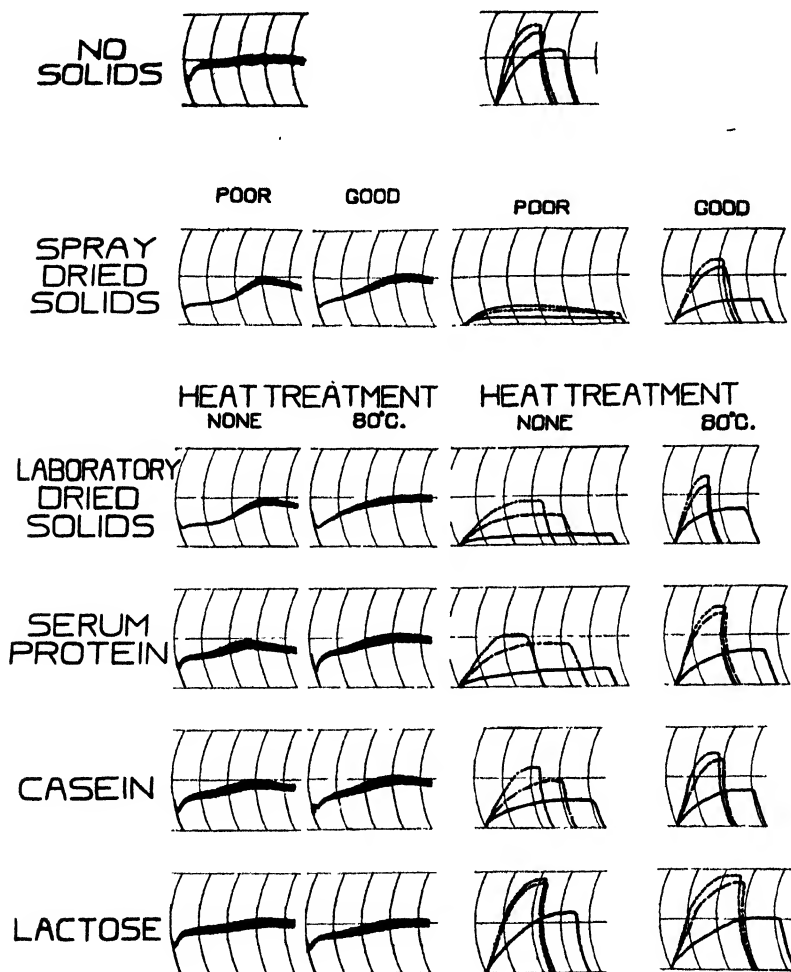 NO
SOLIDS
POOR GOOD POOR GOOD
SPRAY
DRIED
SOLIDS
HEAT TREATMENT HEAT TREATMENT
NONE 80°C. NONE 80°C.
LABORATORY
DRIED
SOLIDS
SERUM
PROTEIN
CASEIN
LACTOSE